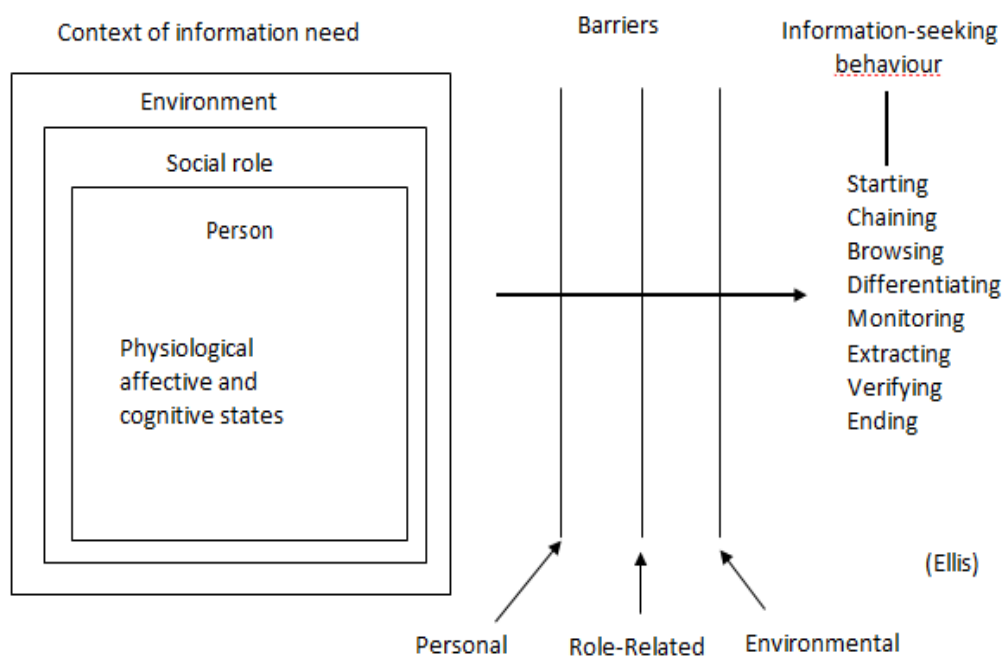 Context of information need
Barriers
Information-seeking
behaviour
Environment
Social role
Person
Physiological
affective and
cognitive states
Starting
Chaining
Browsing
Differentiating
Monitoring
Extracting
Verifying
Ending
(Ellis)
Personal
Role-Related
Environmental